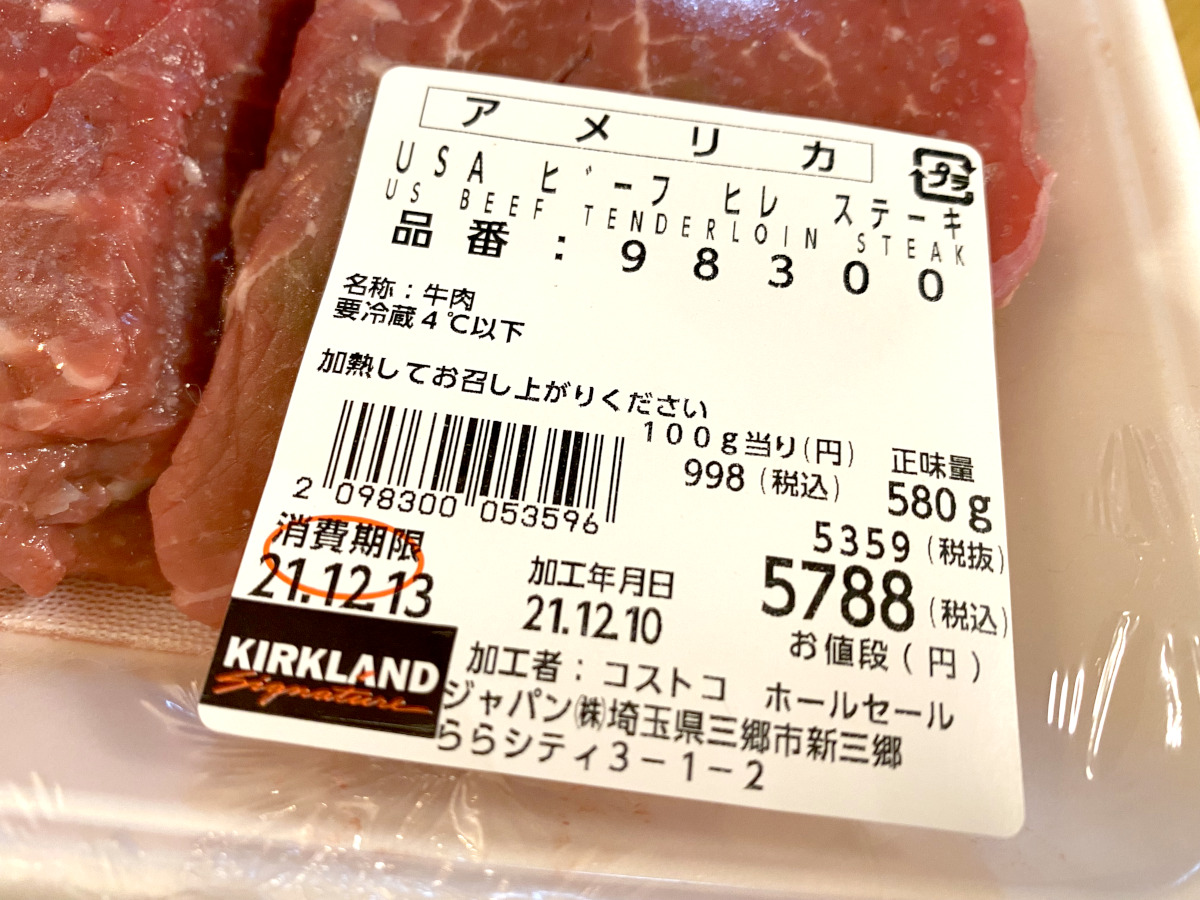 アメリカ
プラ
USA ビーフ ヒレ ステーキ
US BEEF TENDERLOIN STEAK
品番：98300
名称：牛肉
要冷蔵４℃以下
加熱してお召し上がりください
100g当り(円)
998 (税込)
正味量
580g
2 098300 053596
5359 (税抜)
消費期限
21.12.13
加工年月日
21.12.10
5788 (税込)
お値段(円)
KIRKLAND
Signature
加工者：コストコ ホールセール
ジャパン㈱埼玉県三郷市新三郷
ららシティ３－１－２